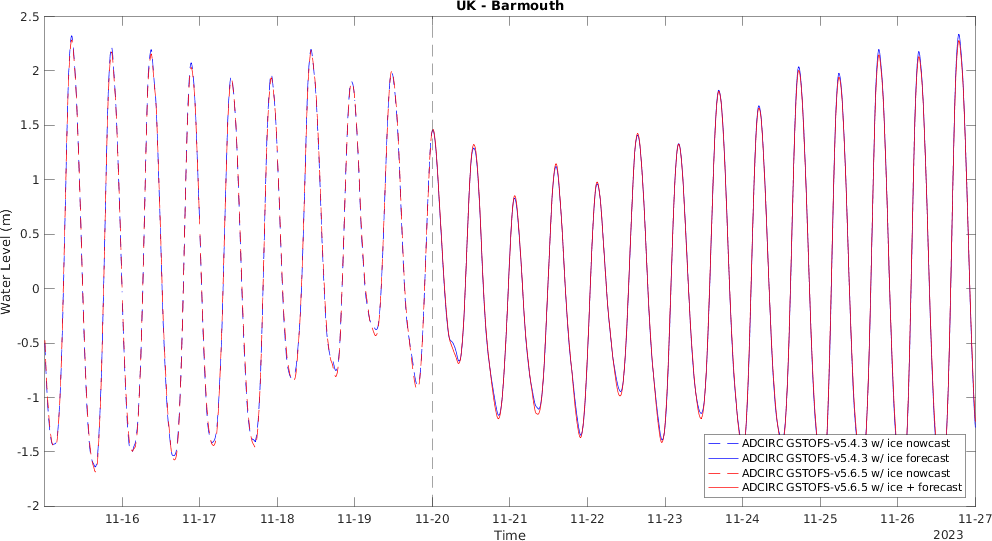 UK - Barmouth
2.5
2
1.5
1
0.5
0
-0.5
-1
-1.5
-2
Water Level (m)
ADCIRC GSTOFS-v5.4.3 w/ ice nowcast
ADCIRC GSTOFS-v5.4.3 w/ ice forecast
ADCIRC GSTOFS-v5.6.5 w/ ice nowcast
ADCIRC GSTOFS-v5.6.5 w/ ice + forecast
11-16 11-17 11-18 11-19 11-20 11-21 11-22 11-23 11-24 11-25 11-26 11-27
Time
2023